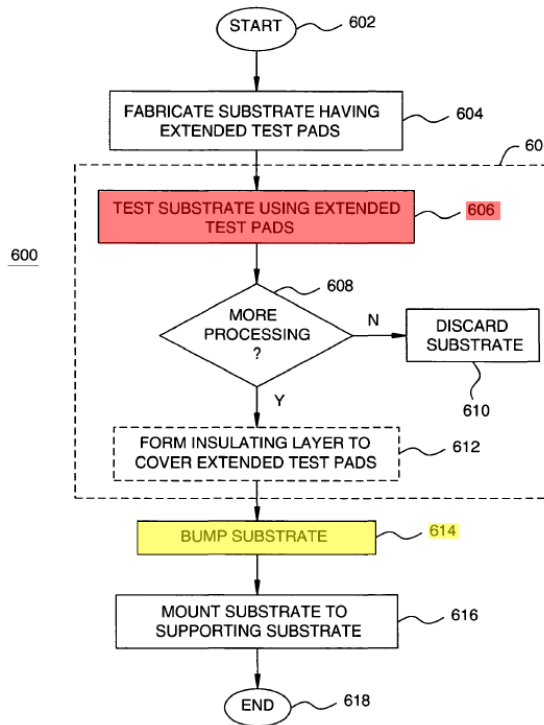 START
602
FABRICATE SUBSTRATE HAVING
EXTENDED TEST PADS
604
60
TEST SUBSTRATE USING EXTENDED
TEST PADS
606
600
608
MORE
PROCESSING
?
N
DISCARD
SUBSTRATE
610
Y
FORM INSULATING LAYER TO
COVER EXTENDED TEST PADS
612
BUMP SUBSTRATE
614
MOUNT SUBSTRATE TO
SUPPORTING SUBSTRATE
616
END
618